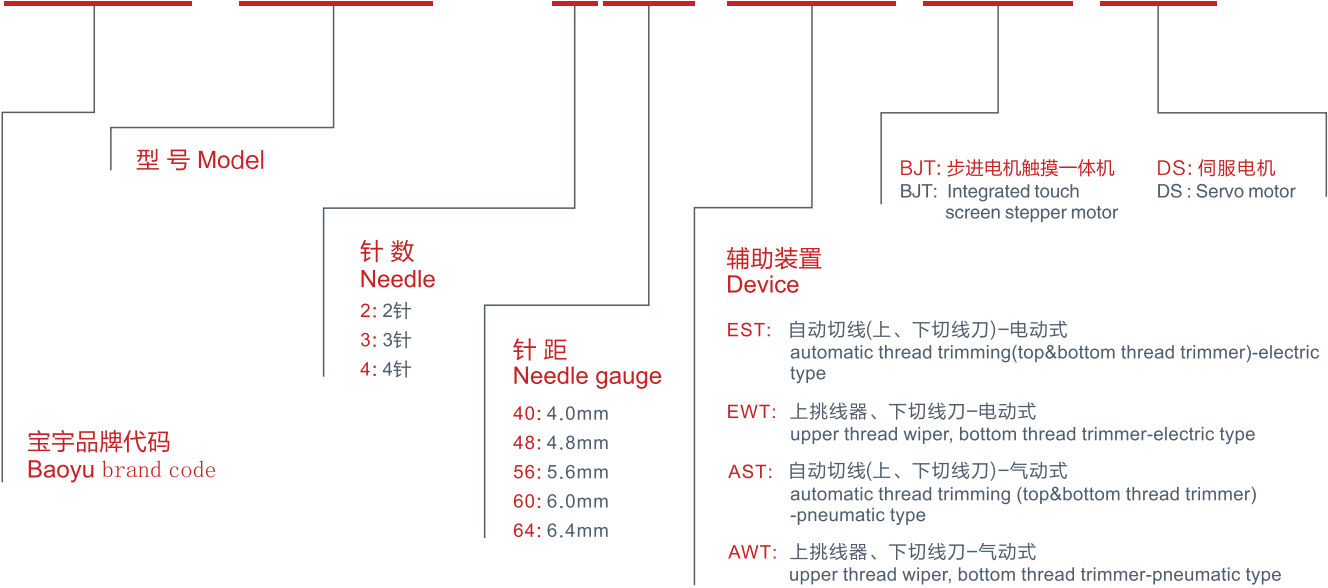 型 号 Model
BJT: 步进电机触摸一体机
BJT: Integrated touch
screen stepper motor
DS: 伺服电机
DS : Servo motor
针 数
Needle
2: 2针
3: 3针
4: 4针
辅助装置
Device
EST: 自动切线(上、下切线刀)–电动式
automatic thread trimming(top&bottom thread trimmer)-electric
type
EWT: 上挑线器、下切线刀–电动式
upper thread wiper, bottom thread trimmer-electric type
AST: 自动切线(上、下切线刀)–气动式
automatic thread trimming (top&bottom thread trimmer)
-pneumatic type
AWT: 上挑线器、下切线刀–气动式
upper thread wiper, bottom thread trimmer-pneumatic type
针 距
Needle gauge
40: 4.0mm
48: 4.8mm
56: 5.6mm
60: 6.0mm
64: 6.4mm
宝宇品牌代码
Baoyu brand code